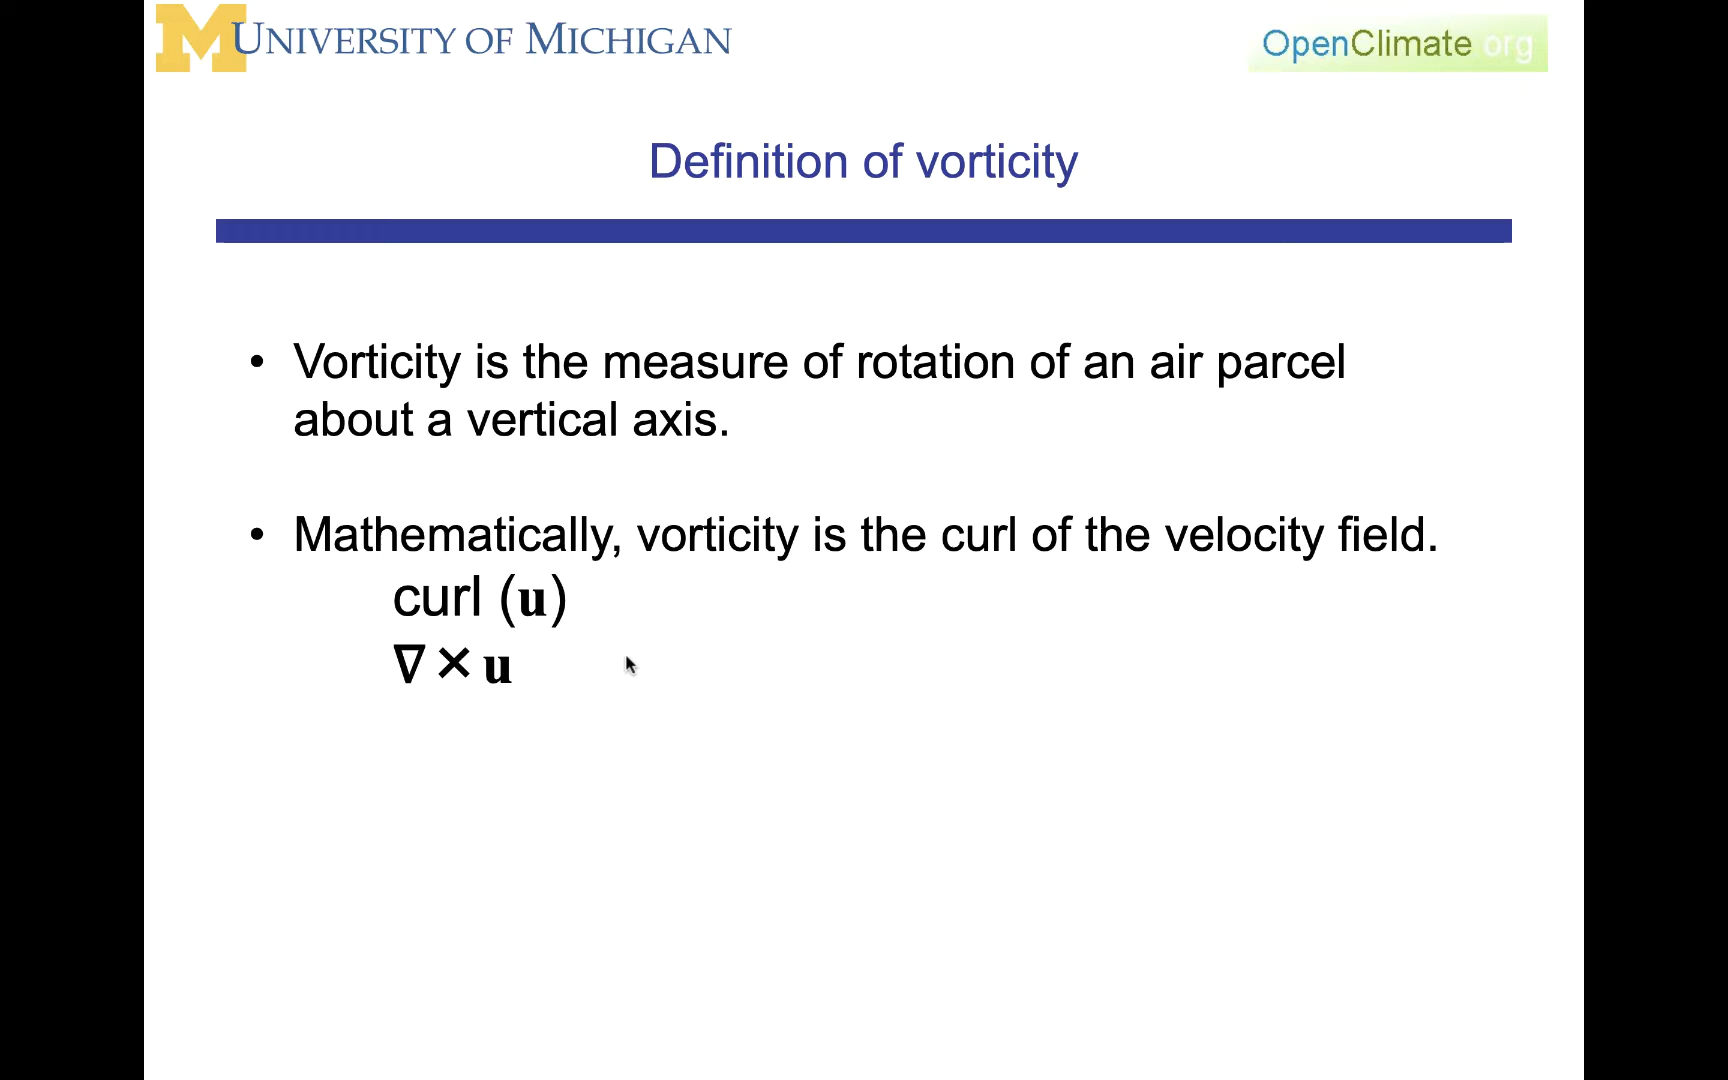 M UNIVERSITY OF MICHIGAN
OpenClimate org
Definition of vorticity
• Vorticity is the measure of rotation of an air parcel
about a vertical axis.
• Mathematically, vorticity is the curl of the velocity field.
curl (u)
∇ × u